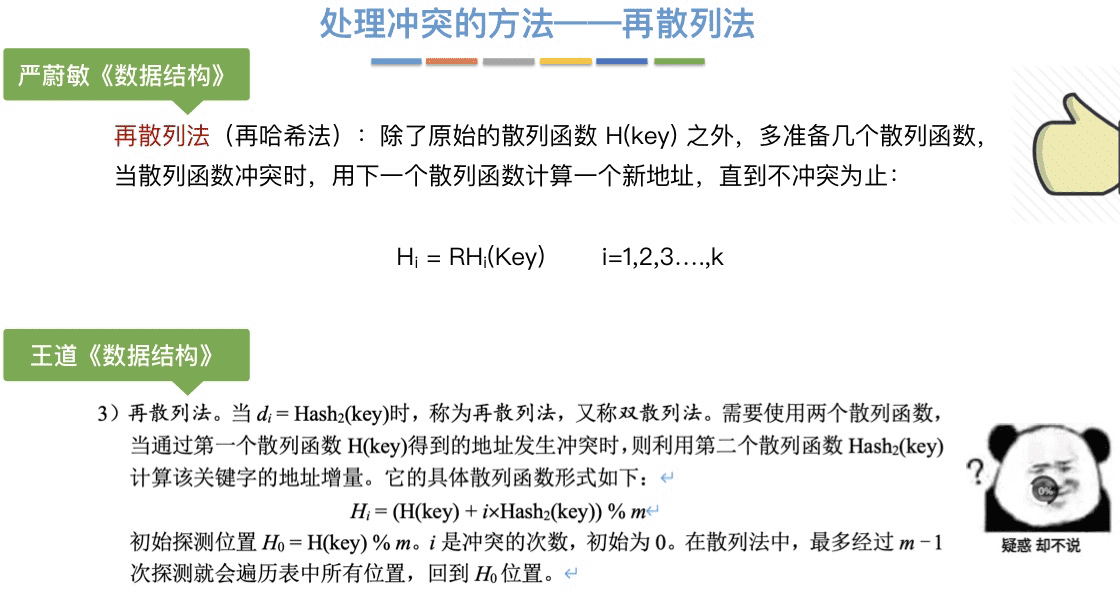 处理冲突的方法——再散列法
严蔚敏《数据结构》
再散列法（再哈希法）：除了原始的散列函数 H(key) 之外，多准备几个散列函数，
当散列函数冲突时，用下一个散列函数计算一个新地址，直到不冲突为止：
Hᵢ = RHᵢ(Key) i=1,2,3….,k
王道《数据结构》
3）再散列法。当 dᵢ = Hash₂(key)时，称为再散列法，又称双散列法。需要使用两个散列函数，
当通过第一个散列函数 H(key)得到的地址发生冲突时，则利用第二个散列函数 Hash₂(key)
计算该关键字的地址增量。它的具体散列函数形式如下：↵
Hᵢ = (H(key) + i×Hash₂(key)) % m↵
初始探测位置 H₀ = H(key) % m。i 是冲突的次数，初始为 0。在散列法中，最多经过 m − 1
次探测就会遍历表中所有位置，回到 H₀ 位置。↵
?
0%
疑惑 却不说